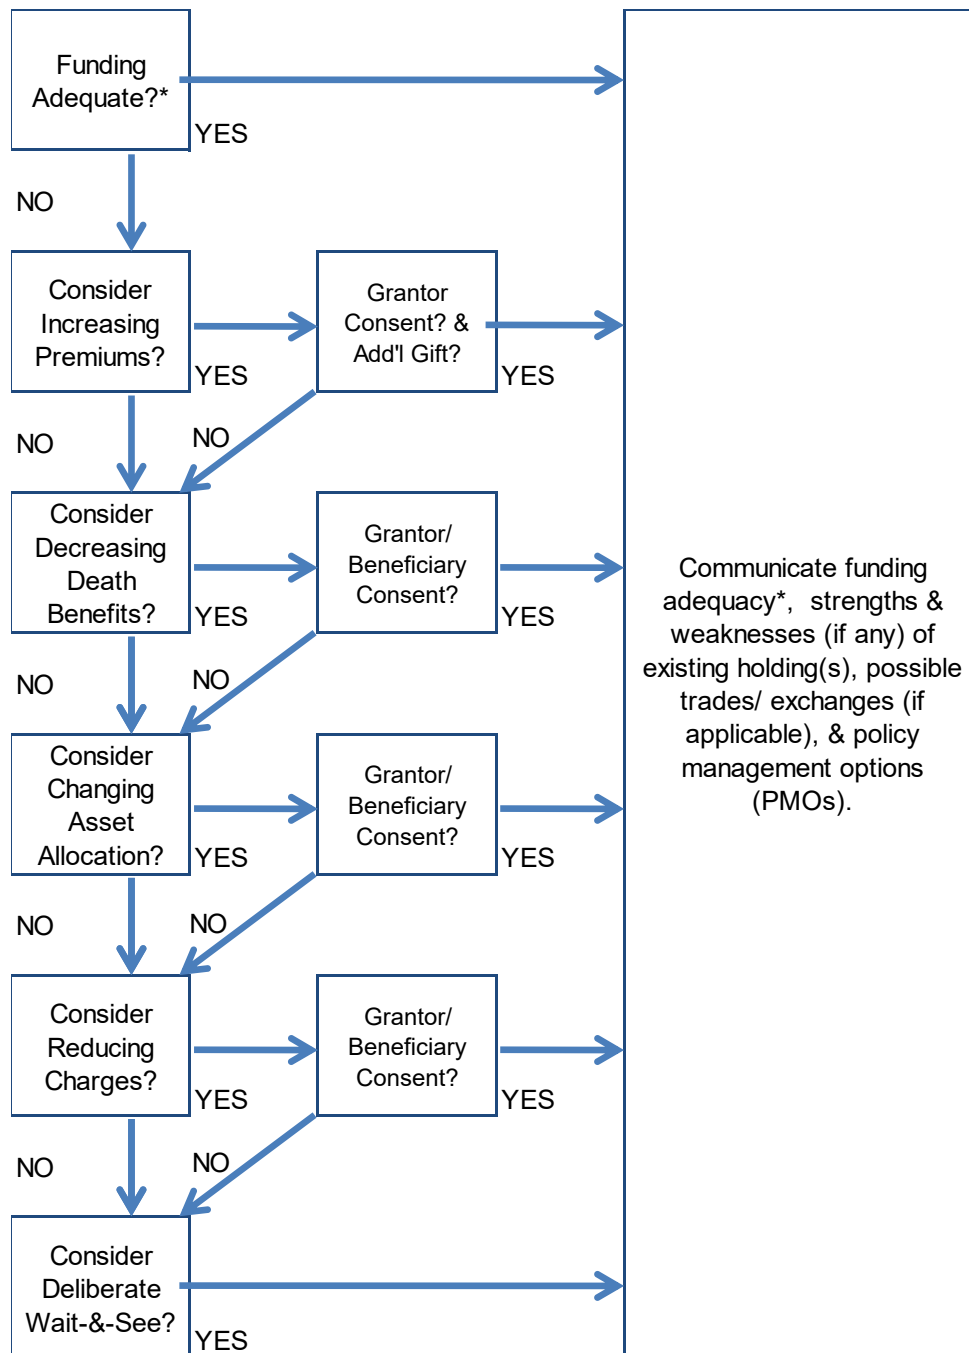 Funding
Adequate?*
YES
NO
Consider
Increasing
Premiums?
YES
Grantor
Consent? &
Add'l Gift?
YES
NO
NO
Consider
Decreasing
Death
Benefits?
YES
Grantor/
Beneficiary
Consent?
YES
NO
NO
Consider
Changing
Asset
Allocation?
YES
Grantor/
Beneficiary
Consent?
YES
NO
NO
Consider
Reducing
Charges?
YES
Grantor/
Beneficiary
Consent?
YES
NO
NO
Consider
Deliberate
Wait-&-See?
YES
Communicate funding
adequacy*, strengths &
weaknesses (if any) of
existing holding(s), possible
trades/ exchanges (if
applicable), & policy
management options
(PMOs).